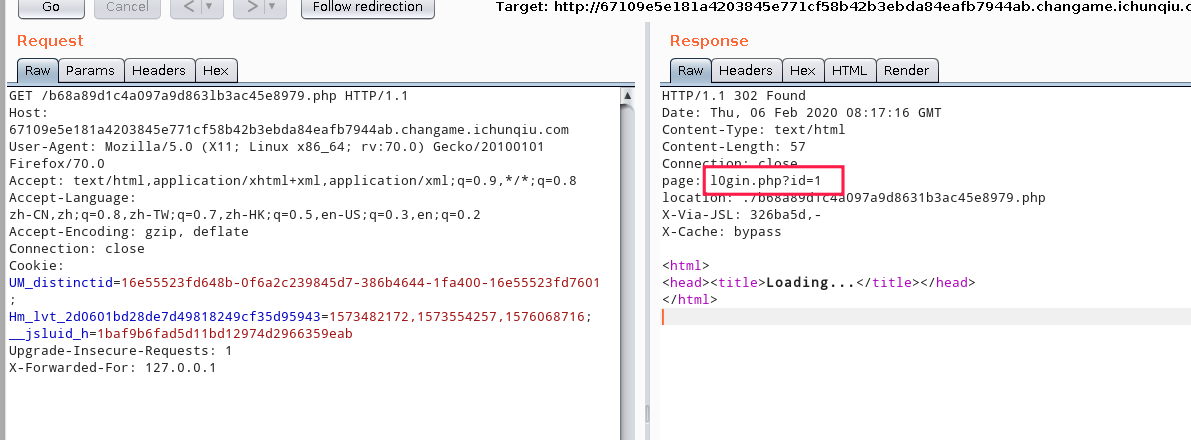 Go Cancel < > Follow redirection Target: http://67109e5e181a4203845e771cf58b42b3ebda84eafb7944ab.changame.ichunqiu.c
Request
Raw Params Headers Hex
GET /b68a89d1c4a097a9d8631b3ac45e8979.php HTTP/1.1
Host:
67109e5e181a4203845e771cf58b42b3ebda84eafb7944ab.changame.ichunqiu.com
User-Agent: Mozilla/5.0 (X11; Linux x86_64; rv:70.0) Gecko/20100101
Firefox/70.0
Accept: text/html,application/xhtml+xml,application/xml;q=0.9,*/*;q=0.8
Accept-Language:
zh-CN,zh;q=0.8,zh-TW;q=0.7,zh-HK;q=0.5,en-US;q=0.3,en;q=0.2
Accept-Encoding: gzip, deflate
Connection: close
Cookie:
UM_distinctid=16e55523fd648b-0f6a2c239845d7-386b4644-1fa400-16e55523fd7601
;
Hm_lvt_2d0601bd28de7d49818249cf35d95943=1573482172,1573554257,1576068716;
__jsluid_h=1baf9b6fad5d11bd12974d2966359eab
Upgrade-Insecure-Requests: 1
X-Forwarded-For: 127.0.0.1
Response
Raw Headers Hex HTML Render
HTTP/1.1 302 Found
Date: Thu, 06 Feb 2020 08:17:16 GMT
Content-Type: text/html
Content-Length: 57
Connection: close
page: l0gin.php?id=1
location: ./b68a89d1c4a097a9d8631b3ac45e8979.php
X-Via-JSL: 326ba5d,-
X-Cache: bypass
<html>
<head><title>Loading...</title></head>
</html>